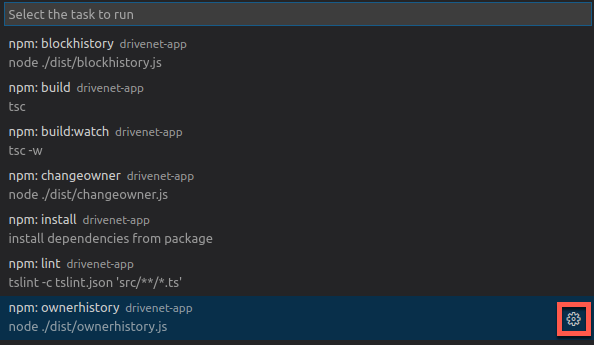 Select the task to run
npm: blockhistory drivenet-app
node ./dist/blockhistory.js
npm: build drivenet-app
tsc
npm: build:watch drivenet-app
tsc -w
npm: changeowner drivenet-app
node ./dist/changeowner.js
npm: install drivenet-app
install dependencies from package
npm: lint drivenet-app
tslint -c tslint.json 'src/**/*.ts'
npm: ownerhistory drivenet-app
node ./dist/ownerhistory.js